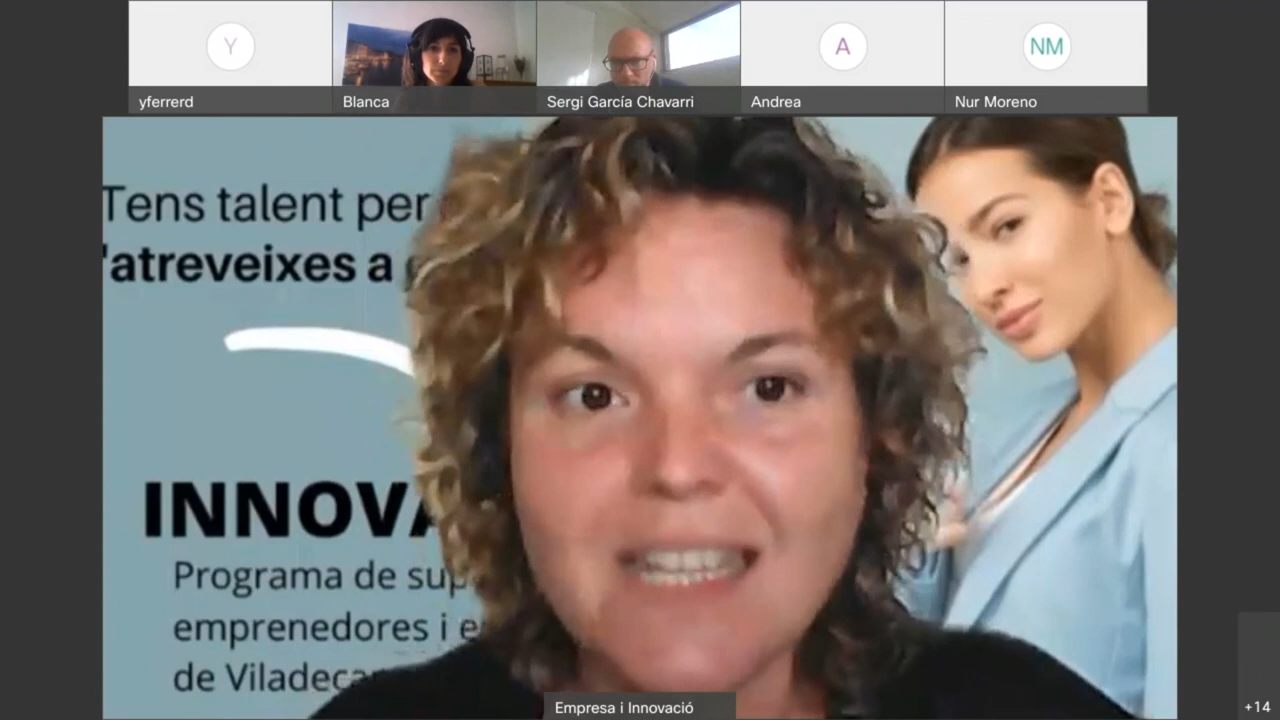 Y
A
NM
yferrerd
Blanca
Sergi García Chavarri
Andrea
Nur Moreno
Tens talent per
'atreveixes a
INNOVA
Programa de sup
emprenedores i e
de Viladeca
Empresa i Innovació
+14